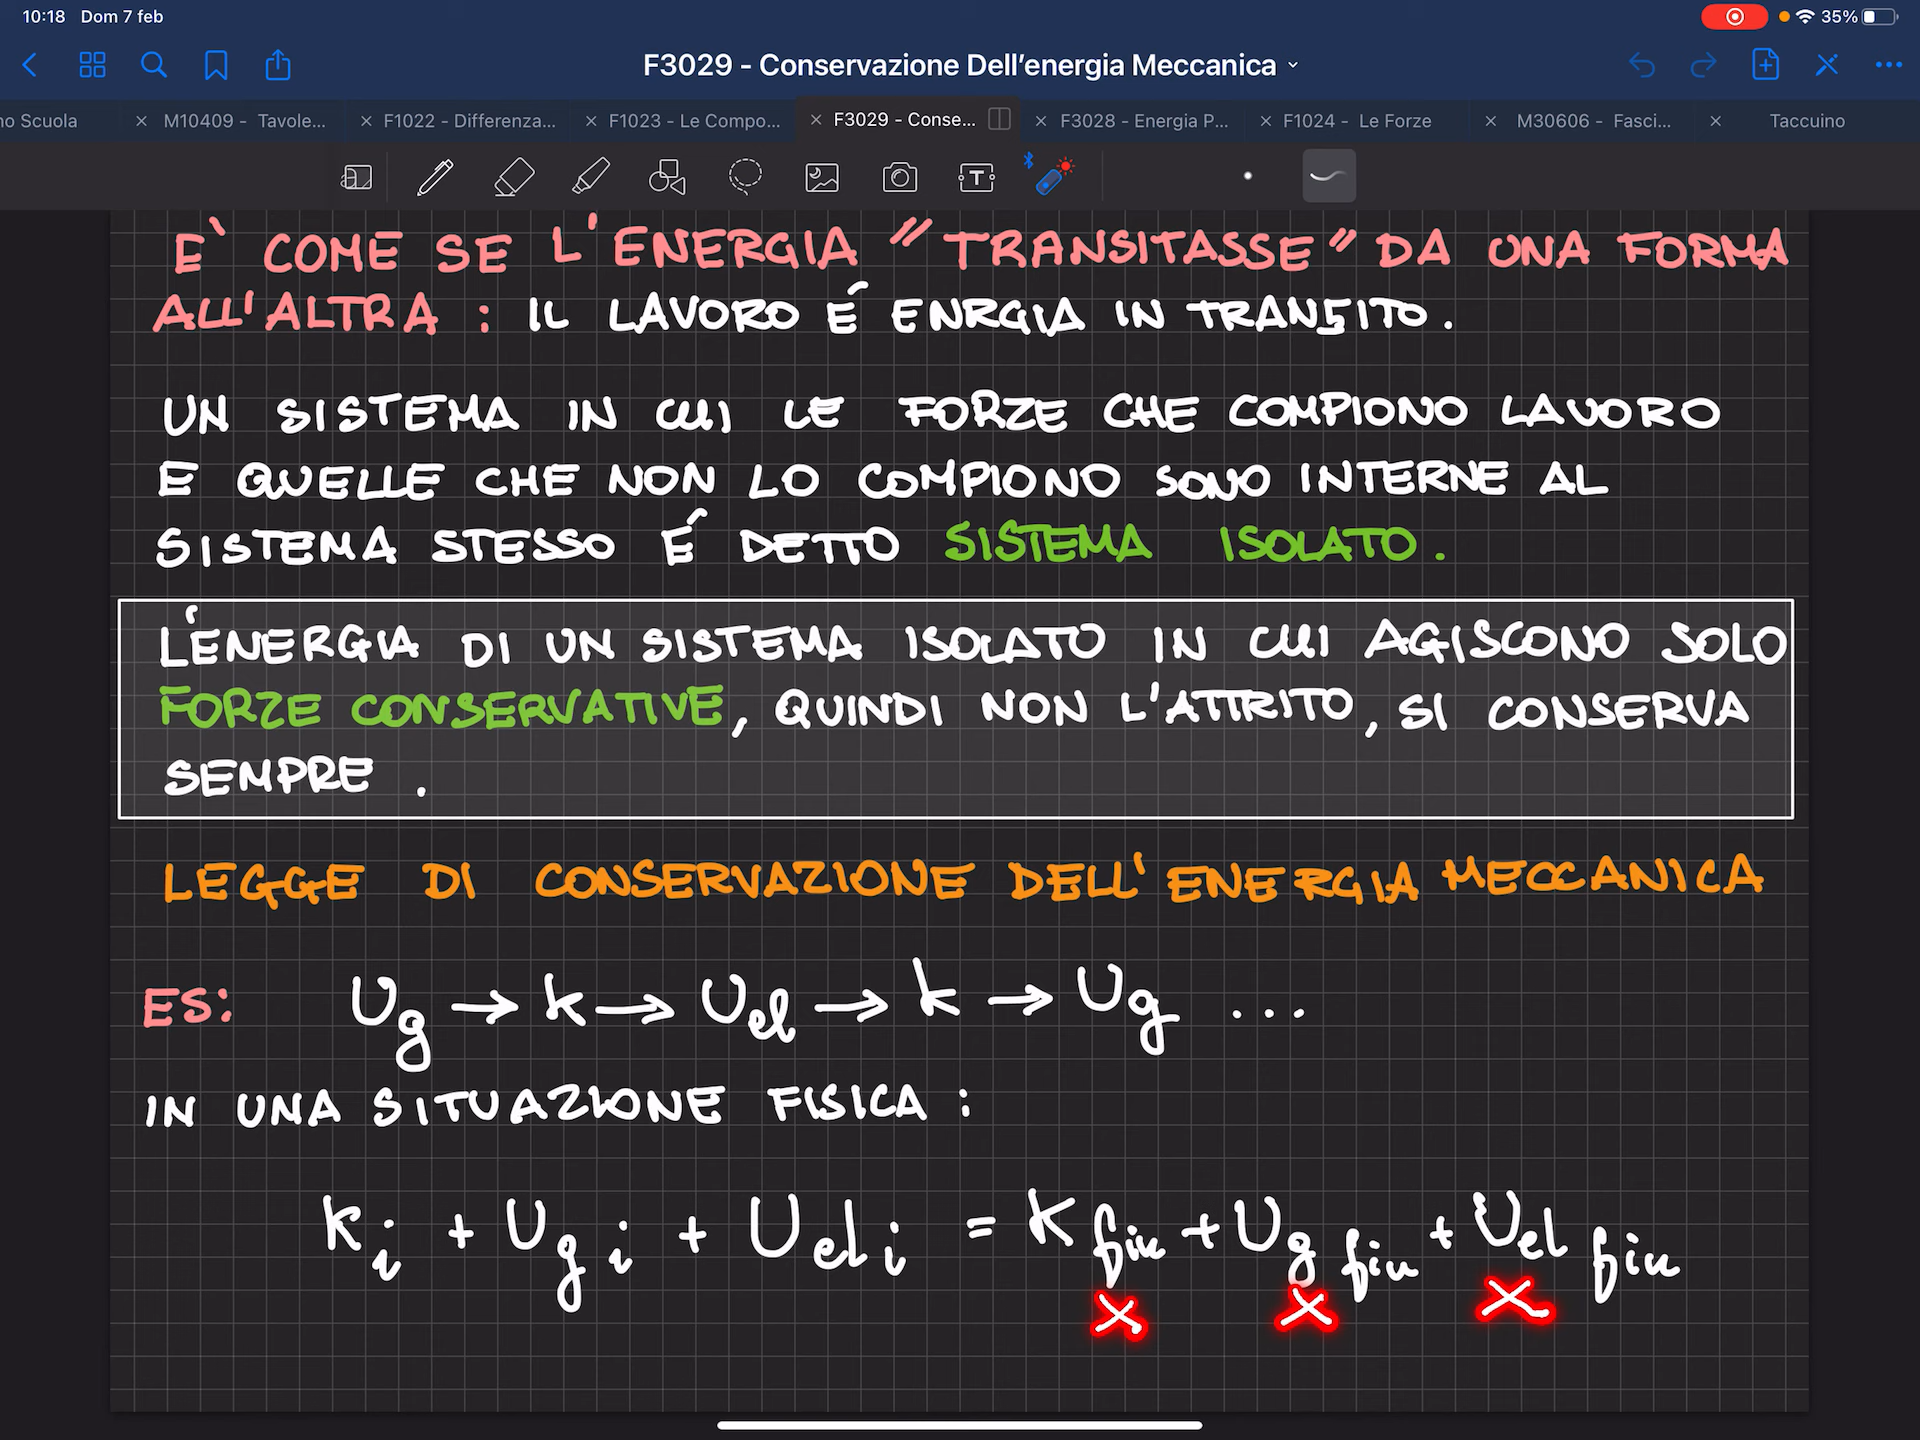 10:18 Dom 7 feb
35%
F3029 - Conservazione Dell'energia Meccanica
no Scuola
M10409 - Tavole...
F1022 - Differenza...
F1023 - Le Compo...
F3029 - Conse...
F3028 - Energia P...
F1024 - Le Forze
M30606 - Fasci...
Taccuino
È COME SE L'ENERGIA "TRANSITASSE" DA UNA FORMA
ALL'ALTRA : IL LAVORO É ENRGIA IN TRANSITO.
UN SISTEMA IN CUI LE FORZE CHE COMPIONO LAVORO
E QUELLE CHE NON LO COMPIONO SONO INTERNE AL
SISTEMA STESSO É DETTO SISTEMA ISOLATO.
L'ENERGIA DI UN SISTEMA ISOLATO IN CUI AGISCONO SOLO
FORZE CONSERVATIVE, QUINDI NON L'ATTRITO, SI CONSERVA
SEMPRE.
LEGGE DI CONSERVAZIONE DELL'ENERGIA MECCANICA
ES: Ug → k → Uel → k → Ug ...
IN UNA SITUAZIONE FISICA:
ki + Ugi + Ueli = kfin + Ugfin + Uelfin
x x x